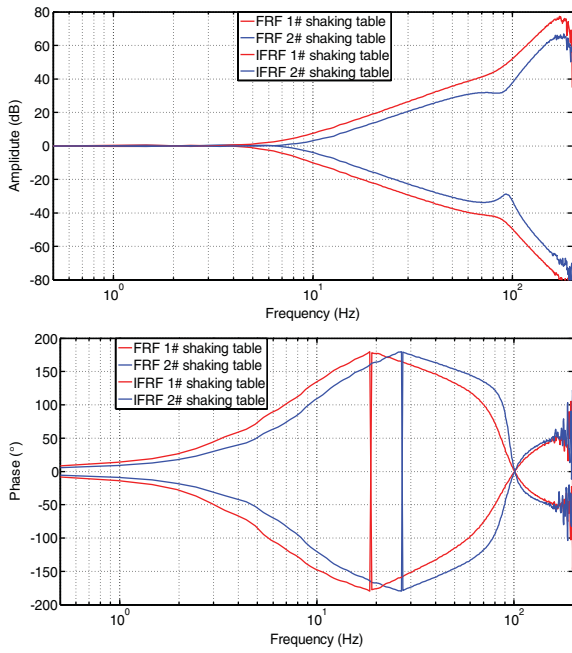 80
60
40
20
0
-20
-40
-60
-80
Amplidute (dB)
FRF 1# shaking table
FRF 2# shaking table
IFRF 1# shaking table
IFRF 2# shaking table
10^0
10^1
10^2
Frequency (Hz)
200
150
100
50
0
-50
-100
-150
-200
Phase (°)
FRF 1# shaking table
FRF 2# shaking table
IFRF 1# shaking table
IFRF 2# shaking table
10^0
10^1
10^2
Frequency (Hz)